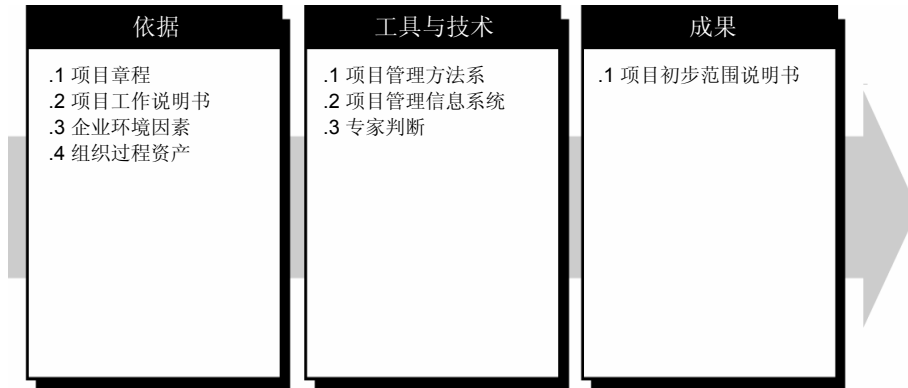 依据
.1 项目章程
.2 项目工作说明书
.3 企业环境因素
.4 组织过程资产
工具与技术
.1 项目管理方法系
.2 项目管理信息系统
.3 专家判断
成果
.1 项目初步范围说明书